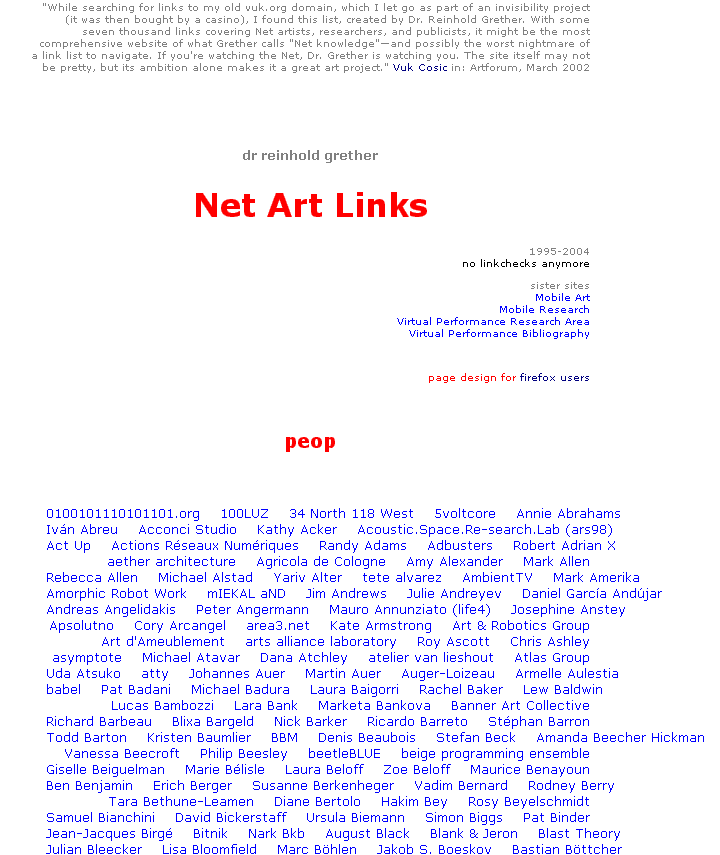 "While searching for links to my old vuk.org domain, which I let go as part of an invisibility project
(it was then bought by a casino), I found this list, created by Dr. Reinhold Grether. With some
seven thousand links covering Net artists, researchers, and publicists, it might be the most
comprehensive website of what Grether calls "Net knowledge"—and possibly the worst nightmare of
a link list to navigate. If you're watching the Net, Dr. Grether is watching you. The site itself may not
be pretty, but its ambition alone makes it a great art project." Vuk Cosic in: Artforum, March 2002
dr reinhold grether
Net Art Links
1995-2004
no linkchecks anymore
sister sites
Mobile Art
Mobile Research
Virtual Performance Research Area
Virtual Performance Bibliography
page design for firefox users
peop
0100101110101101.org 100LUZ 34 North 118 West 5voltcore Annie Abrahams
Iván Abreu Acconci Studio Kathy Acker Acoustic.Space.Re-search.Lab (ars98)
Act Up Actions Réseaux Numériques Randy Adams Adbusters Robert Adrian X
aether architecture Agricola de Cologne Amy Alexander Mark Allen
Rebecca Allen Michael Alstad Yariv Alter tete alvarez AmbientTV Mark Amerika
Amorphic Robot Work mIEKAL aND Jim Andrews Julie Andreyev Daniel García Andújar
Andreas Angelidakis Peter Angermann Mauro Annunziato (life4) Josephine Anstey
Apsolutno Cory Arcangel area3.net Kate Armstrong Art & Robotics Group
Art d'Ameublement arts alliance laboratory Roy Ascott Chris Ashley
asymptote Michael Atavar Dana Atchley atelier van lieshout Atlas Group
Uda Atsuko atty Johannes Auer Martin Auer Auger-Loizeau Armelle Aulestia
babel Pat Badani Michael Badura Laura Baigorri Rachel Baker Lew Baldwin
Lucas Bambozzi Lara Bank Marketa Bankova Banner Art Collective
Richard Barbeau Blixa Bargeld Nick Barker Ricardo Barreto Stéphan Barron
Todd Barton Kristen Baumlier BBM Denis Beaubois Stefan Beck Amanda Beecher Hickman
Vanessa Beecroft Philip Beesley beetleBLUE beige programming ensemble
Giselle Beiguelman Marie Bélisle Laura Beloff Zoe Beloff Maurice Benayoun
Ben Benjamin Erich Berger Susanne Berkenheger Vadim Bernard Rodney Berry
Tara Bethune-Leamen Diane Bertolo Hakim Bey Rosy Beyelschmidt
Samuel Bianchini David Bickerstaff Ursula Biemann Simon Biggs Pat Binder
Jean-Jacques Birgé Bitnik Nark Bkb August Black Blank & Jeron Blast Theory
Julian Bleecker Lisa Bloomfield Marc Böhlen Jakob S. Boeskov Bastian Böttcher